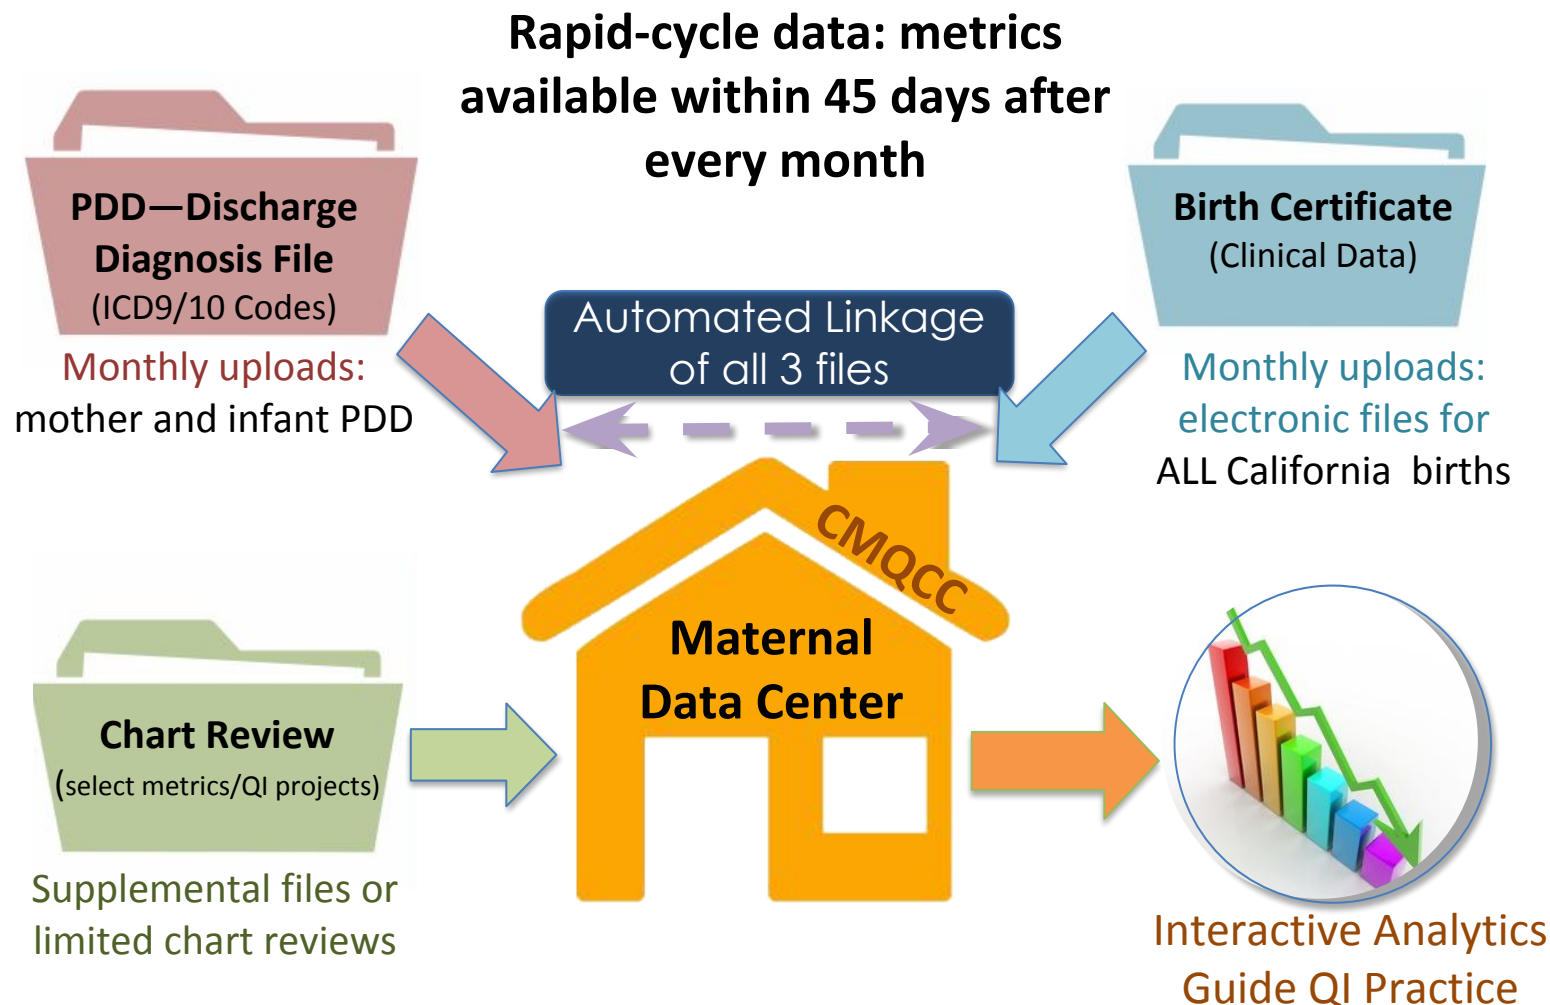 Rapid-cycle data: metrics
available within 45 days after
every month
PDD—Discharge
Diagnosis File
(ICD9/10 Codes)
Monthly uploads:
mother and infant PDD
Automated Linkage
of all 3 files
Birth Certificate
(Clinical Data)
Monthly uploads:
electronic files for
ALL California births
CMQCC
Maternal
Data Center
Chart Review
(select metrics/QI projects)
Supplemental files or
limited chart reviews
Interactive Analytics
Guide QI Practice